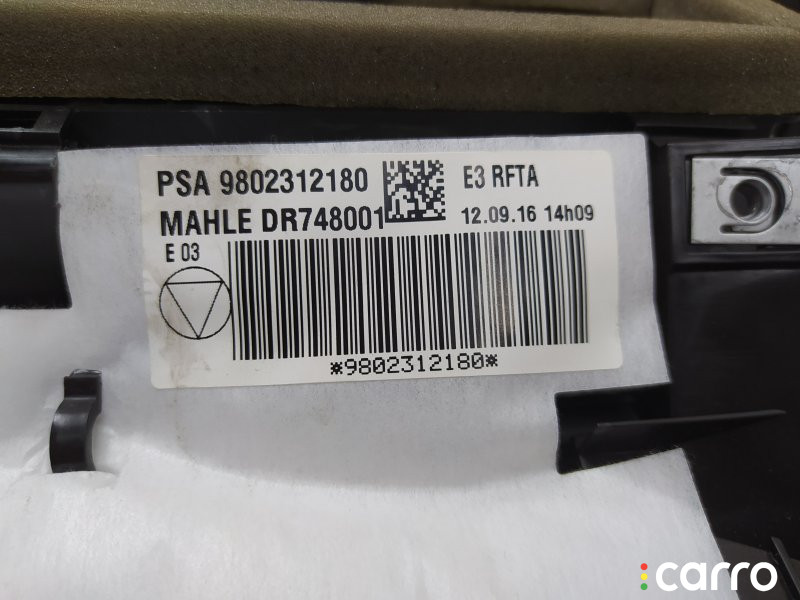 PSA 9802312180 E3 RFTA
MAHLE DR748001 12.09.16 14h09
E 03
*9802312180*
carro